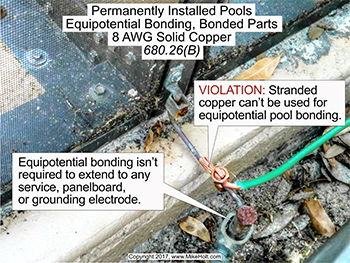 Permanently Installed Pools
Equipotential Bonding, Bonded Parts
8 AWG Solid Copper
680.26(B)
VIOLATION: Stranded
copper can't be used for
equipotential pool bonding.
Equipotential bonding isn't
required to extend to any
service, panelboard,
or grounding electrode.
Copyright 2017, www.MikeHolt.com